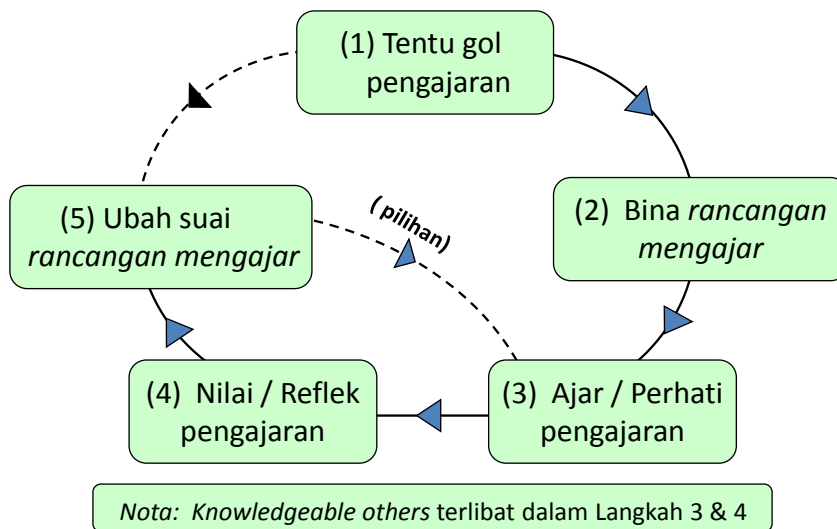 (1) Tentu gol
pengajaran
(2) Bina rancangan
mengajar
(3) Ajar / Perhati
pengajaran
(4) Nilai / Reflek
pengajaran
(5) Ubah suai
rancangan mengajar
( pilihan)
Nota: Knowledgeable others terlibat dalam Langkah 3 & 4